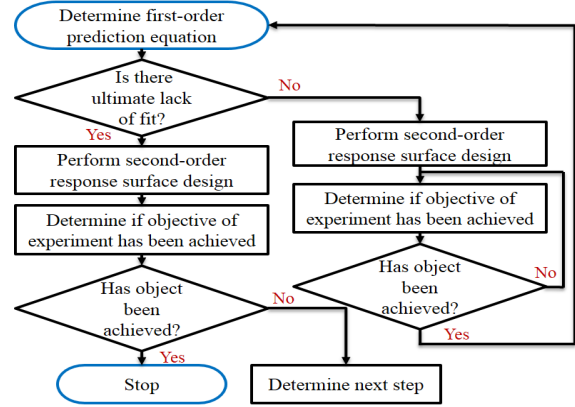 Determine first-order
prediction equation
Is there
ultimate lack
of fit?
No
Yes
Perform second-order
response surface design
Perform second-order
response surface design
Determine if objective of
experiment has been achieved
Determine if objective of
experiment has been achieved
Has object
been
achieved?
No
Yes
Has object
been
achieved?
No
Yes
Stop
Determine next step